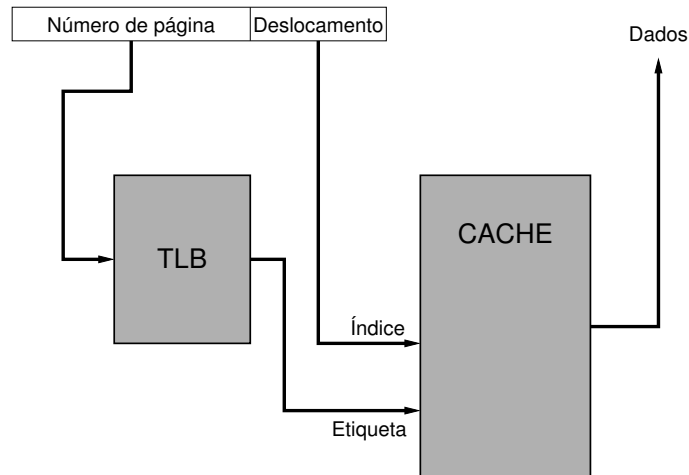 Número de página
Deslocamento
Dados
TLB
CACHE
Índice
Etiqueta